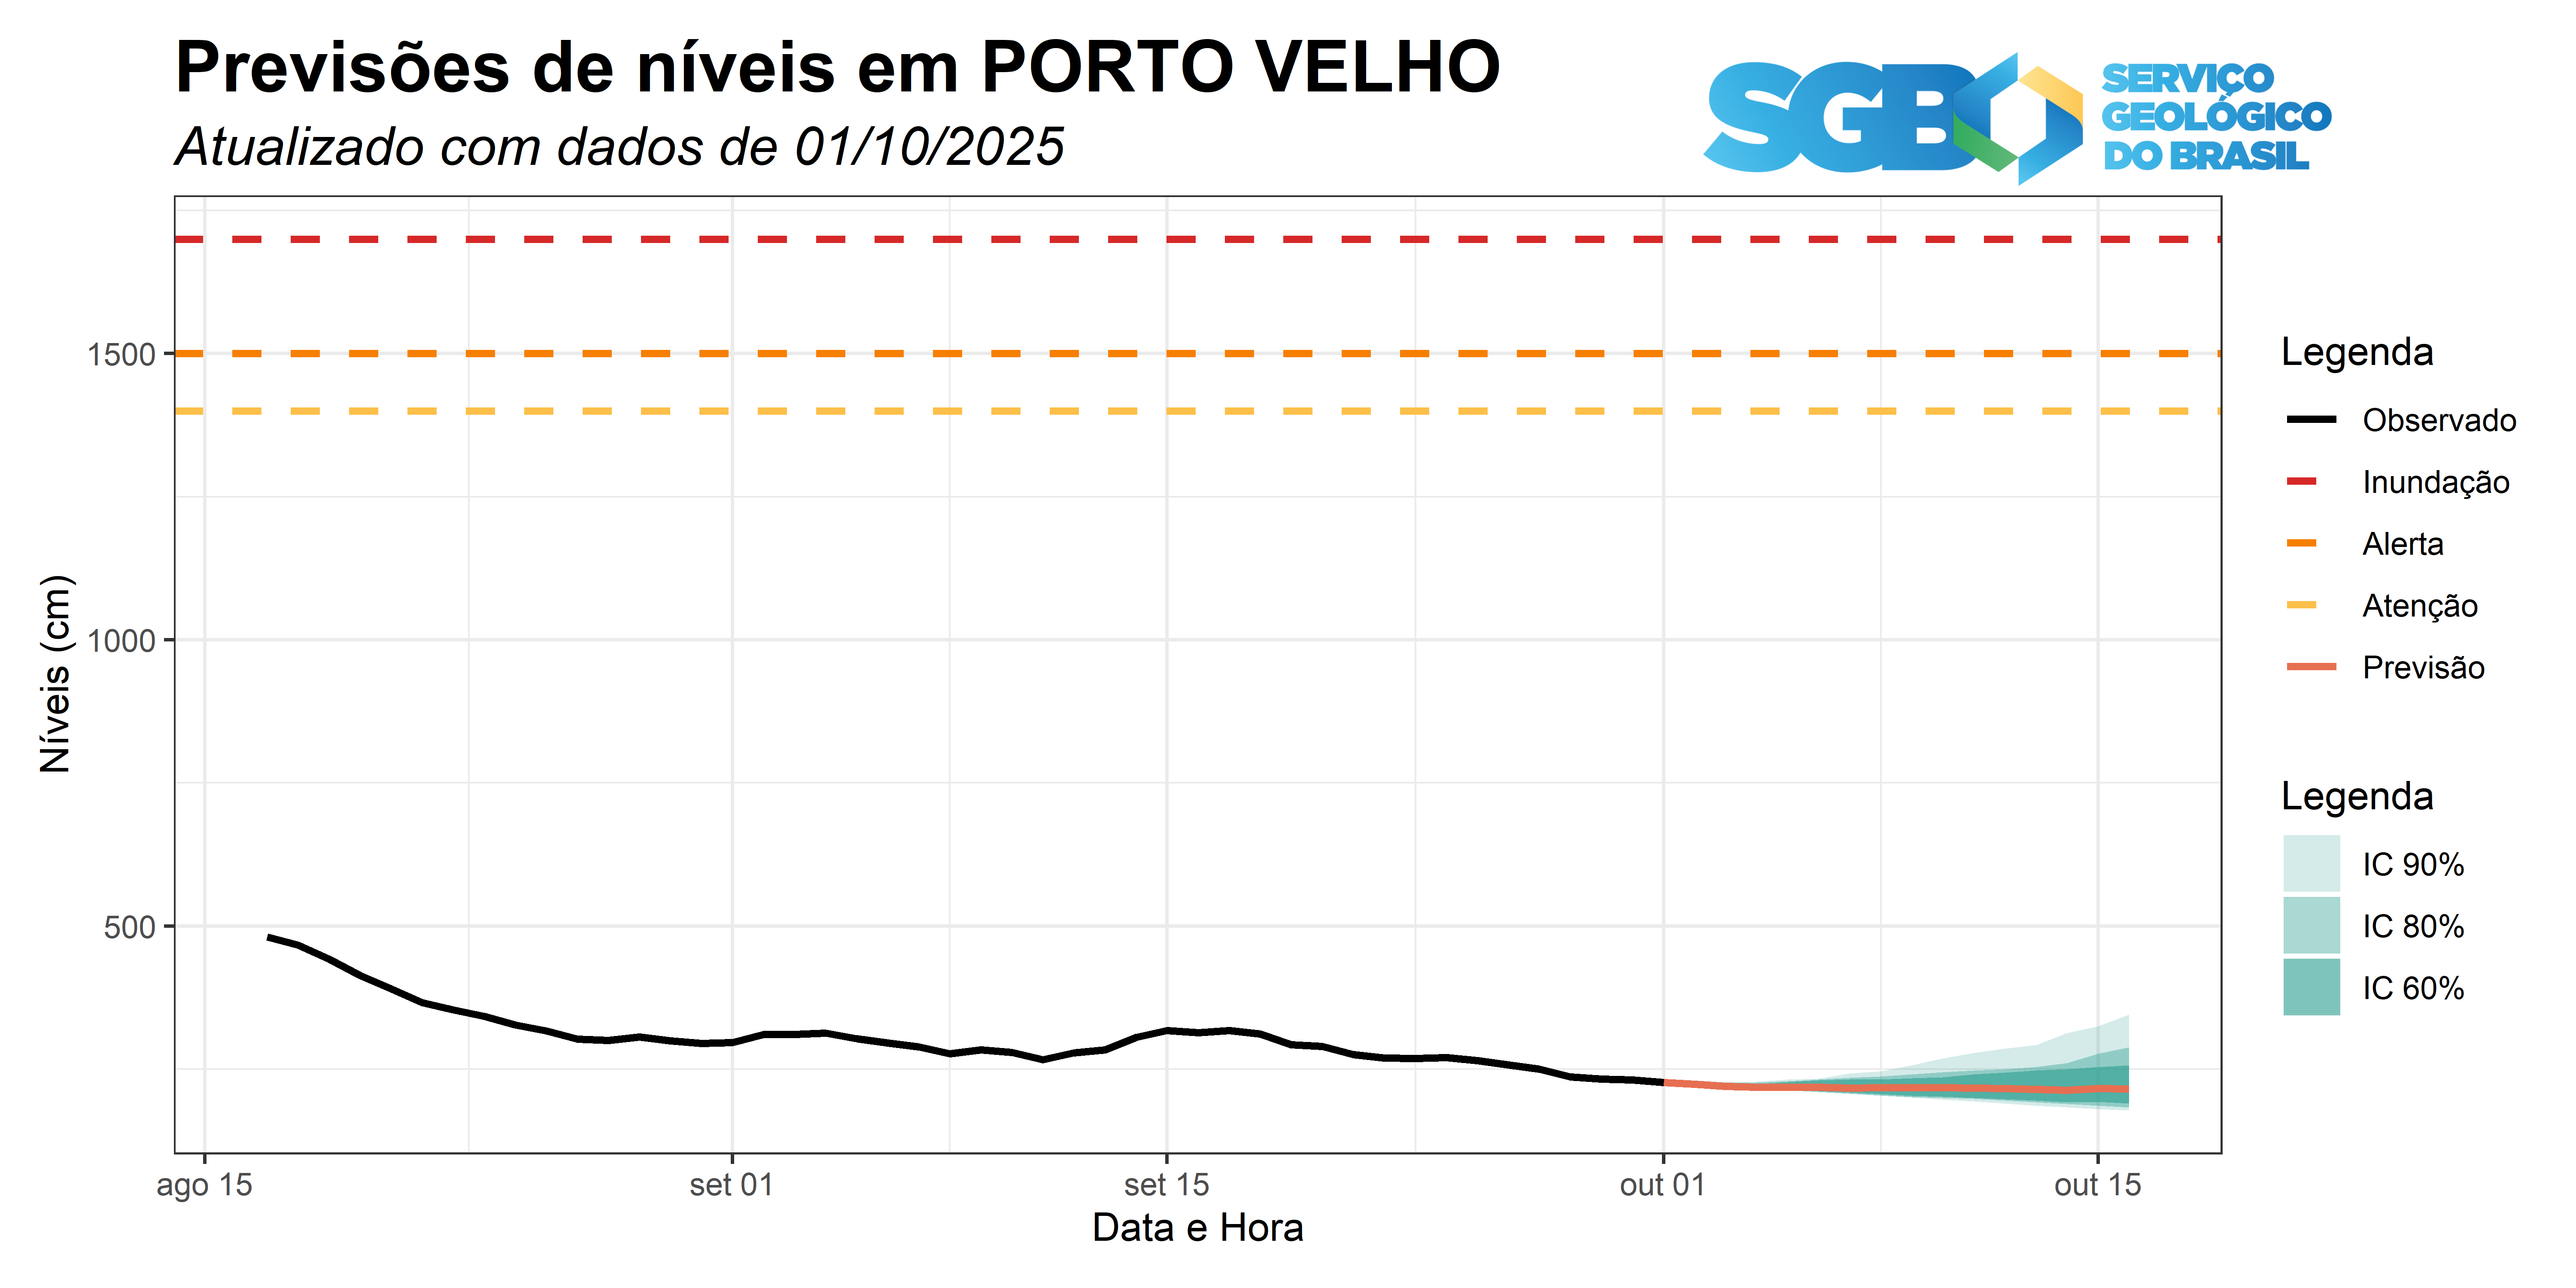 Previsões de níveis em PORTO VELHO
Atualizado com dados de 01/10/2025
SGB
SERVIÇO
GEOLÓGICO
DO BRASIL
Níveis (cm)
1500
1000
500
ago 15
set 01
set 15
out 01
out 15
Data e Hora
Legenda
Observado
Inundação
Alerta
Atenção
Previsão
Legenda
IC 90%
IC 80%
IC 60%